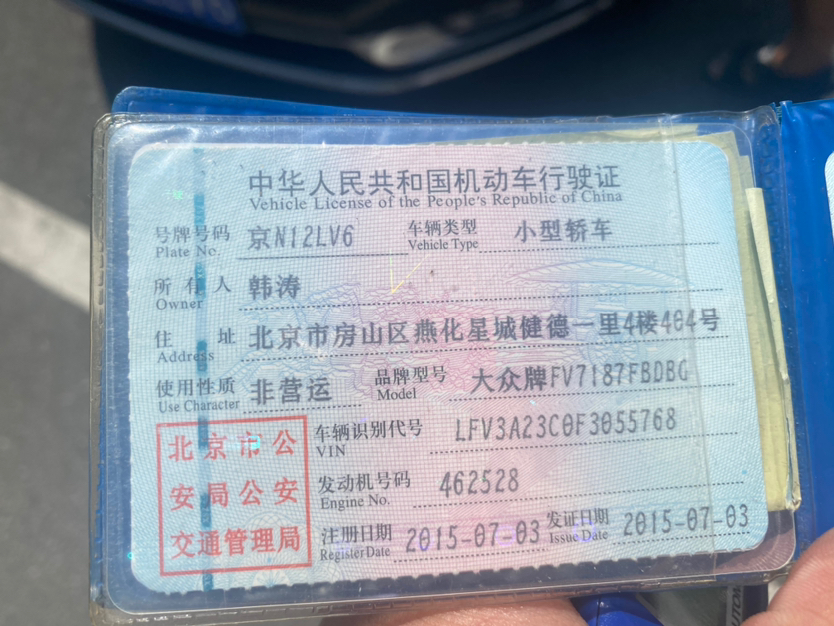 中华人民共和国机动车行驶证
Vehicle License of the People's Republic of China
号牌号码 京N12LV6 车辆类型 小型轿车
Plate No. Vehicle Type
所有人 韩涛
Owner
住址 北京市房山区燕化星城健德一里4楼404号
Address
使用性质 非营运 品牌型号 大众牌FV7187FBDBG
Use Character Model
车辆识别代号 LFV3A23C0F3055768
VIN
发动机号码 462528
Engine No.
注册日期 2015-07-03 发证日期 2015-07-03
Register Date Issue Date
北京市公
安局公安
交通管理局